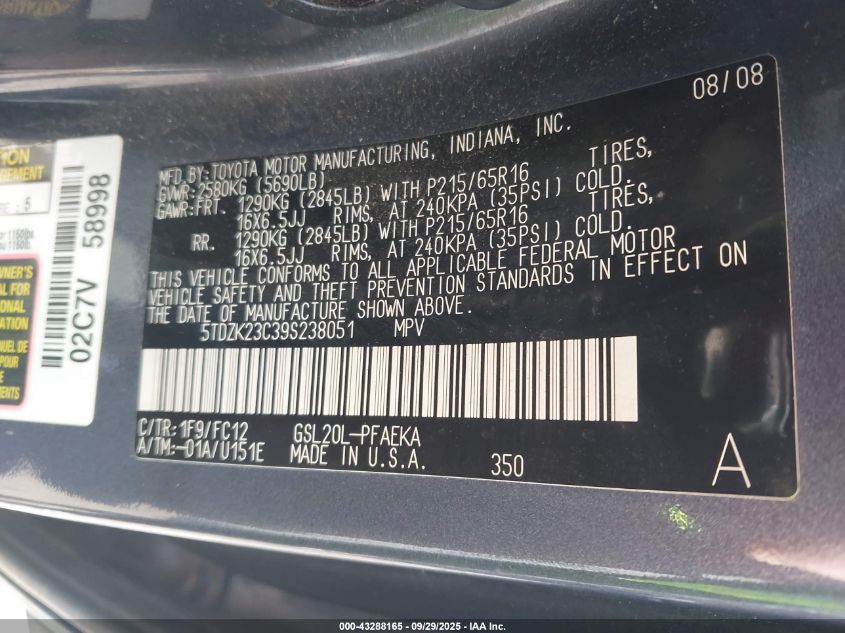 08/08
MFD.BY:TOYOTA MOTOR MANUFACTURING, INDIANA, INC.
GVWR:2580KG (5690LB)
GAWR:FRT. 1290KG (2845LB) WITH P215/65R16 TIRES,
16X6.5JJ RIMS, AT 240KPA (35PSI) COLD.
RR. 1290KG (2845LB) WITH P215/65R16 TIRES,
16X6.5JJ RIMS, AT 240KPA (35PSI) COLD.
THIS VEHICLE CONFORMS TO ALL APPLICABLE FEDERAL MOTOR
VEHICLE SAFETY AND THEFT PREVENTION STANDARDS IN EFFECT ON
THE DATE OF MANUFACTURE SHOWN ABOVE.
5TDZK23C39S238051 MPV
C/TR:1F9/FC12 GSL20L-PFAEKA
A/TM:-01A/U151E MADE IN U.S.A. 350 A
02C7V 58998
000-43288165 - 09/29/2025 - IAA Inc.